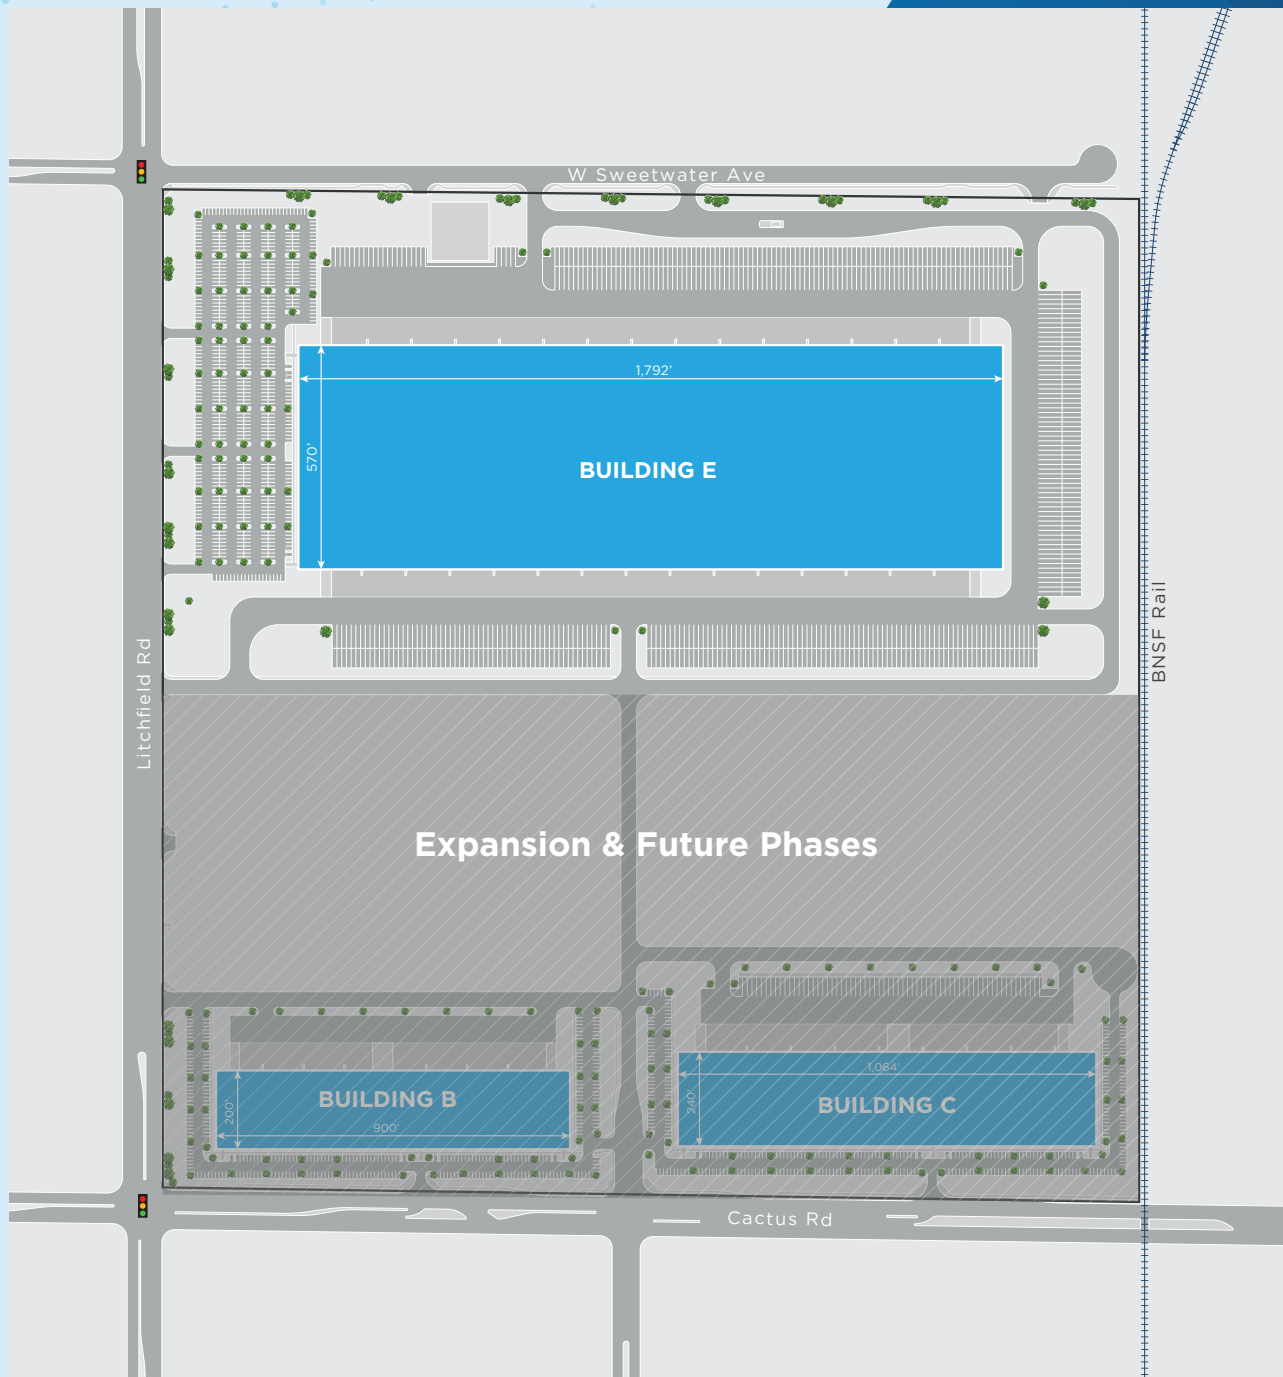 W Sweetwater Ave
1,792'
570'
BUILDING E
BNSF Rail
Litchfield Rd
Expansion & Future Phases
1,064'
240'
BUILDING C
200'
BUILDING B
900'
Cactus Rd